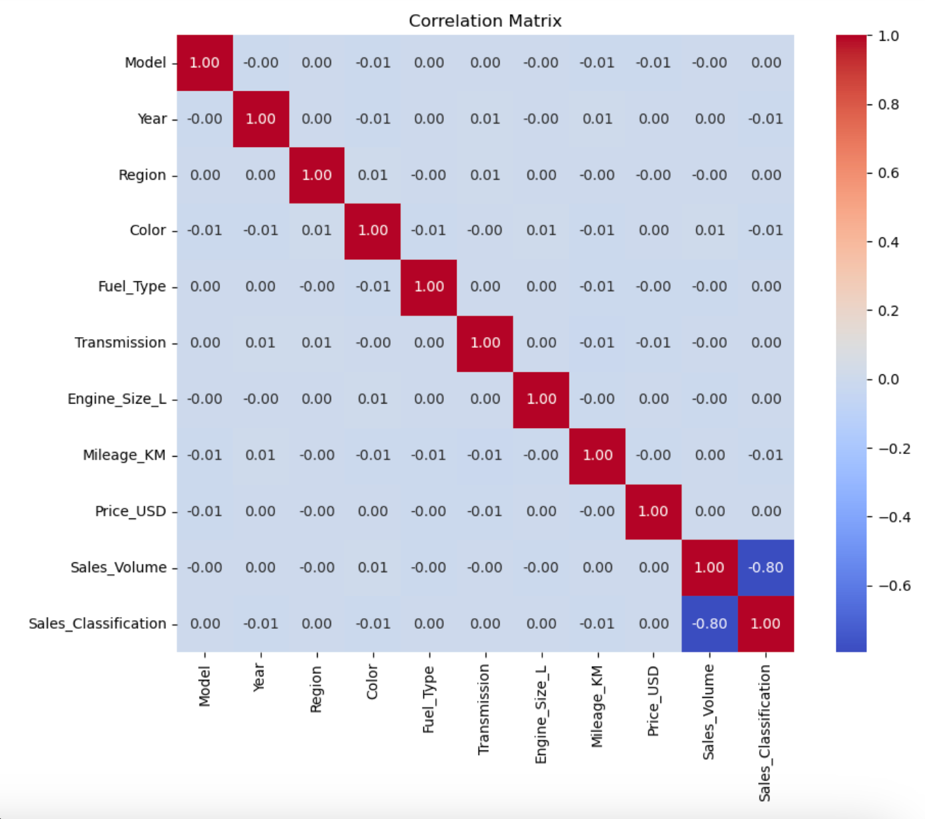 Correlation Matrix
Model 1.00 -0.00 0.00 -0.01 0.00 0.00 -0.00 -0.01 -0.01 -0.00 0.00
Year -0.00 1.00 0.00 -0.01 0.00 0.01 -0.00 0.01 0.00 0.00 -0.01
Region 0.00 0.00 1.00 0.01 -0.00 0.01 0.00 -0.00 -0.00 -0.00 0.00
Color -0.01 -0.01 0.01 1.00 -0.01 -0.00 0.01 -0.01 0.00 0.01 -0.01
Fuel_Type 0.00 0.00 -0.00 -0.01 1.00 0.00 0.00 -0.01 0.00 -0.00 0.00
Transmission 0.00 0.01 0.01 -0.00 0.00 1.00 0.00 -0.01 -0.01 -0.00 0.00
Engine_Size_L -0.00 -0.00 0.00 0.01 0.00 0.00 1.00 -0.00 0.00 -0.00 0.00
Mileage_KM -0.01 0.01 -0.00 -0.01 -0.01 -0.01 -0.00 1.00 -0.00 0.00 -0.01
Price_USD -0.01 0.00 -0.00 0.00 0.00 -0.01 0.00 -0.00 1.00 0.00 0.00
Sales_Volume -0.00 0.00 -0.00 0.01 -0.00 -0.00 -0.00 0.00 0.00 1.00 -0.80
Sales_Classification 0.00 -0.01 0.00 -0.01 0.00 0.00 0.00 -0.01 0.00 -0.80 1.00
Model
Year
Region
Color
Fuel_Type
Transmission
Engine_Size_L
Mileage_KM
Price_USD
Sales_Volume
Sales_Classification
1.0
0.8
0.6
0.4
0.2
0.0
−0.2
−0.4
−0.6